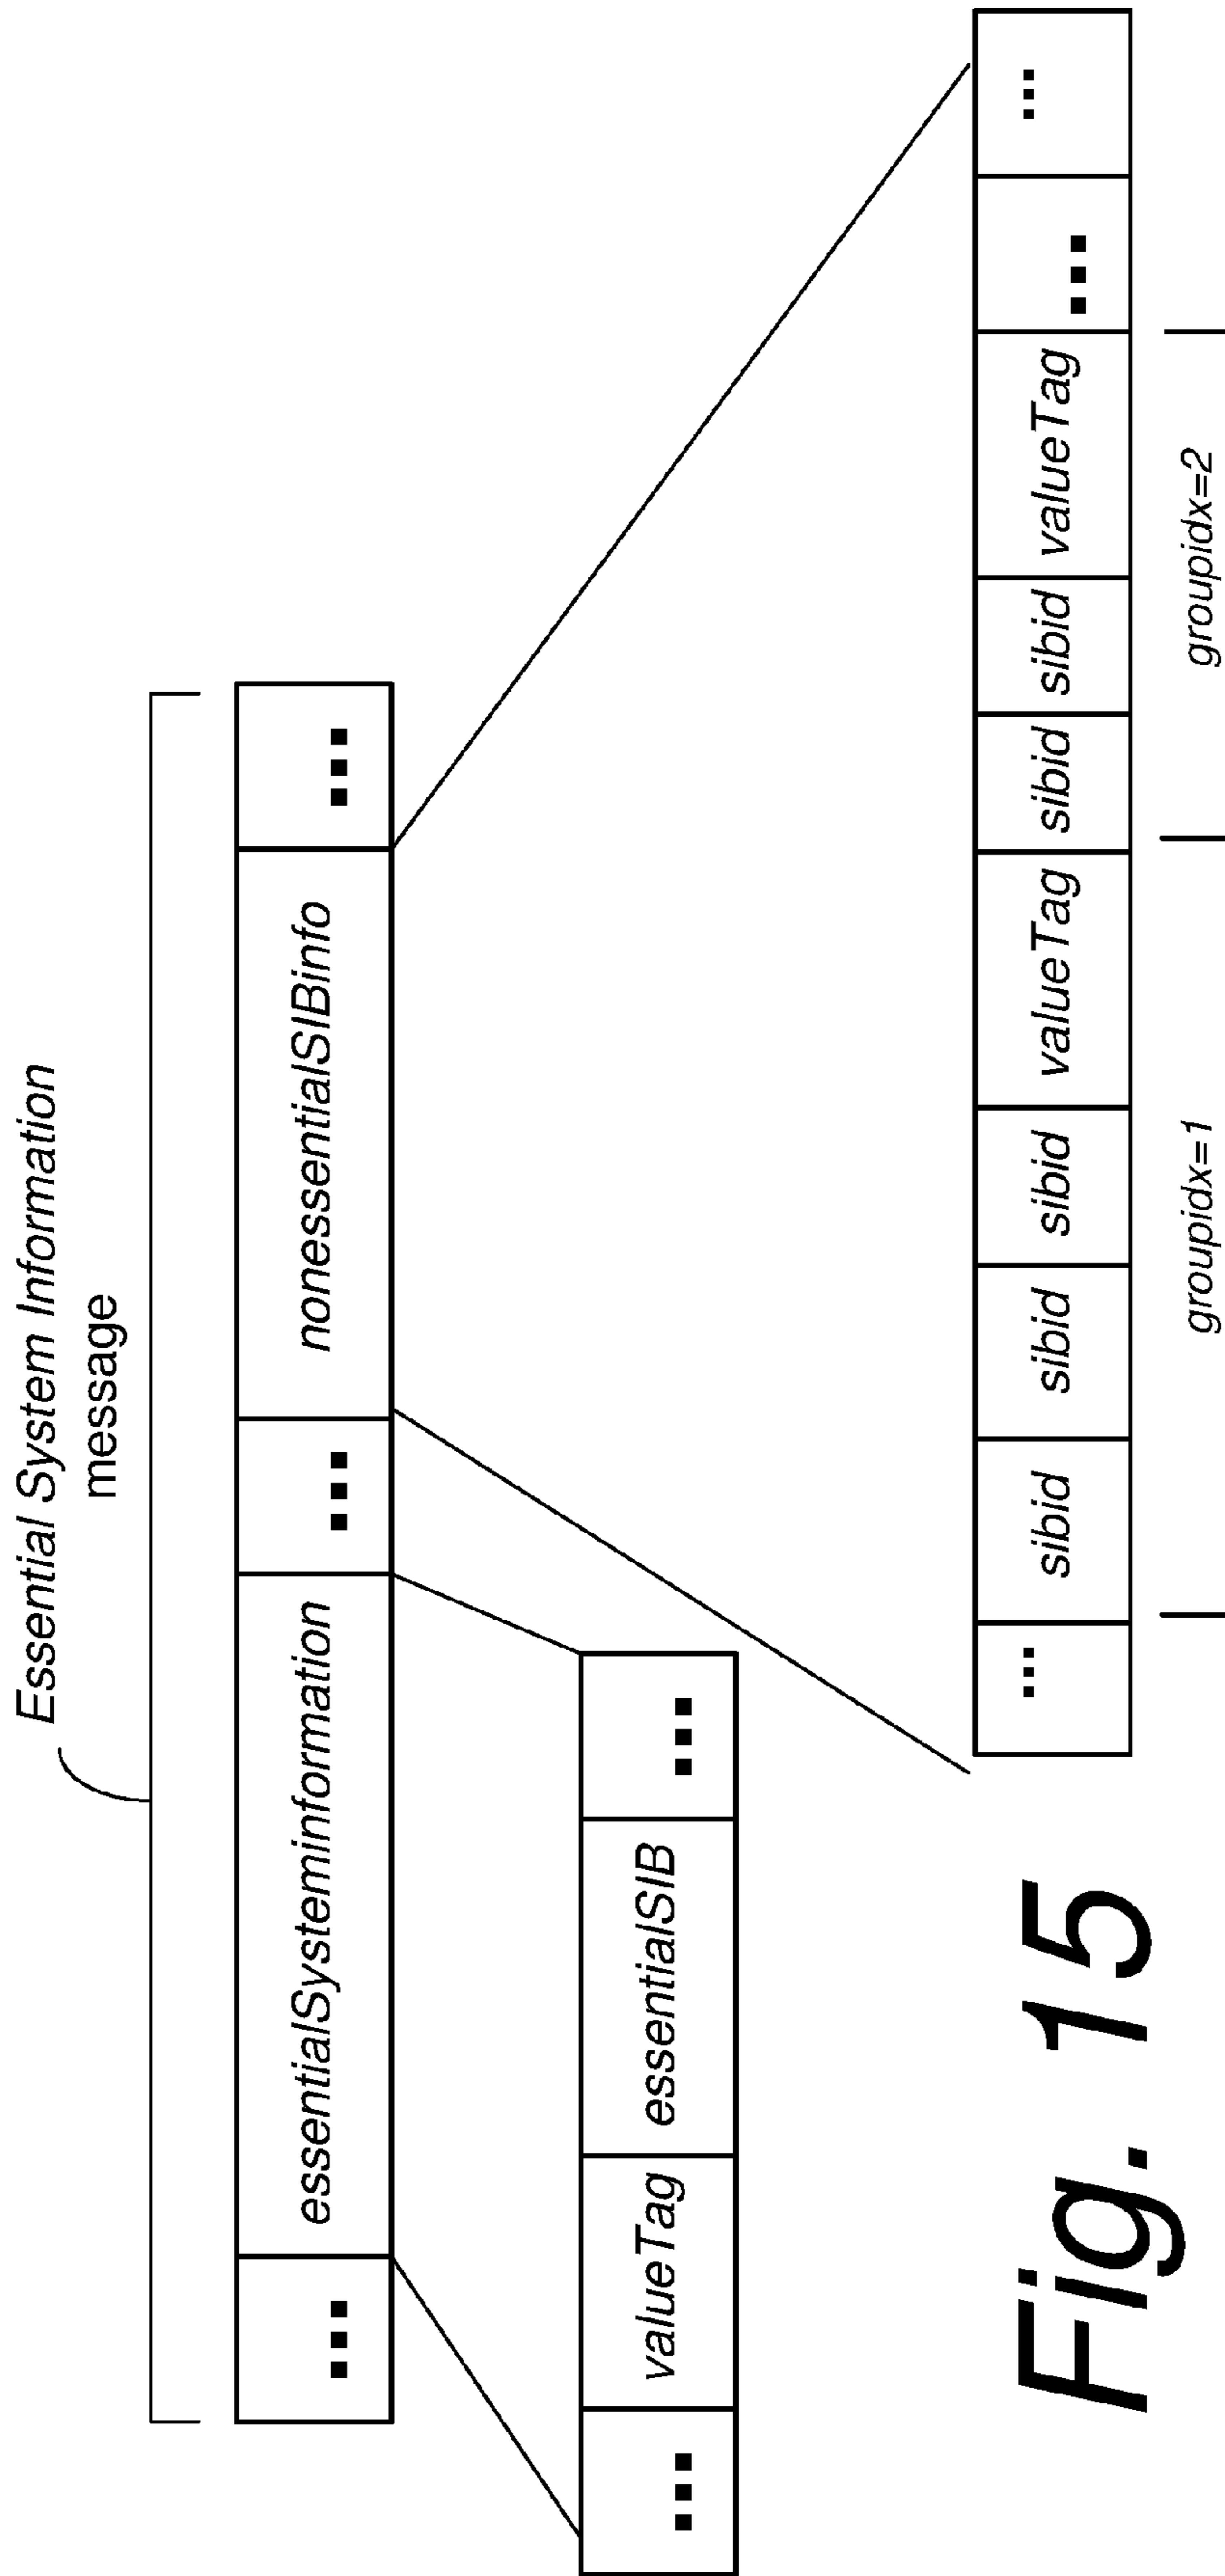 Essential System Information
message
... essentialSysteminformation ... nonessentialSIBinfo ...
... valueTag essentialSIB ...
... sibid sibid sibid valueTag sibid sibid valueTag ... ...
groupidx=1 groupidx=2
Fig. 15